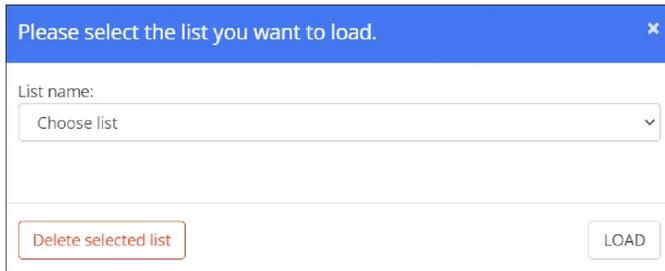 Please select the list you want to load.
×
List name:
Choose list
Delete selected list
LOAD